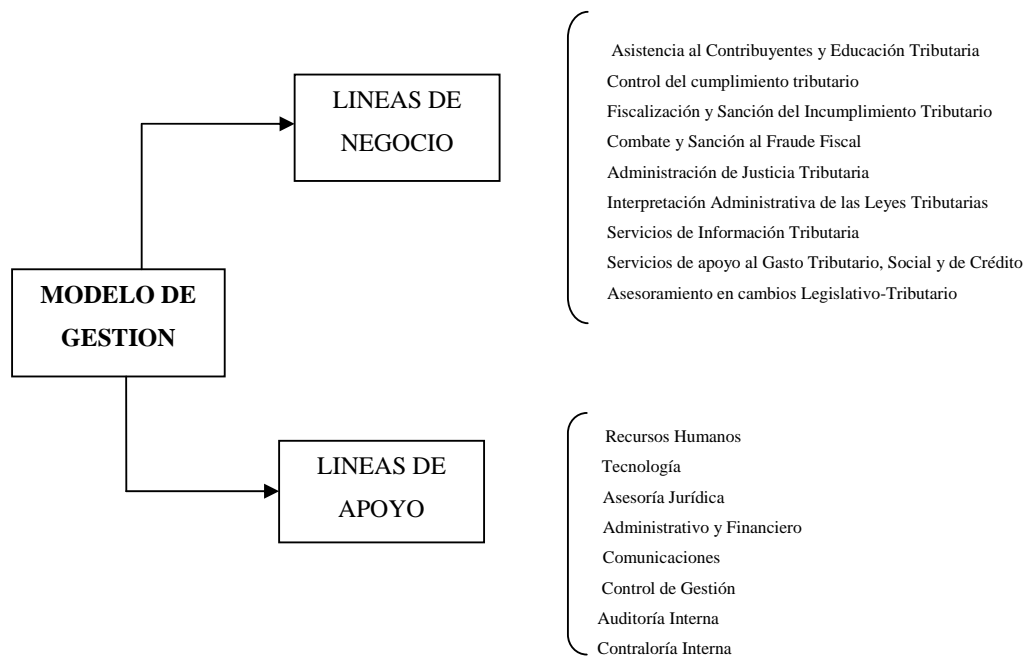 MODELO DE
GESTION
LINEAS DE
NEGOCIO
Asistencia al Contribuyentes y Educación Tributaria
Control del cumplimiento tributario
Fiscalización y Sanción del Incumplimiento Tributario
Combate y Sanción al Fraude Fiscal
Administración de Justicia Tributaria
Interpretación Administrativa de las Leyes Tributarias
Servicios de Información Tributaria
Servicios de apoyo al Gasto Tributario, Social y de Crédito
Asesoramiento en cambios Legislativo-Tributario
LINEAS DE
APOYO
Recursos Humanos
Tecnología
Asesoría Jurídica
Administrativo y Financiero
Comunicaciones
Control de Gestión
Auditoría Interna
Contraloría Interna